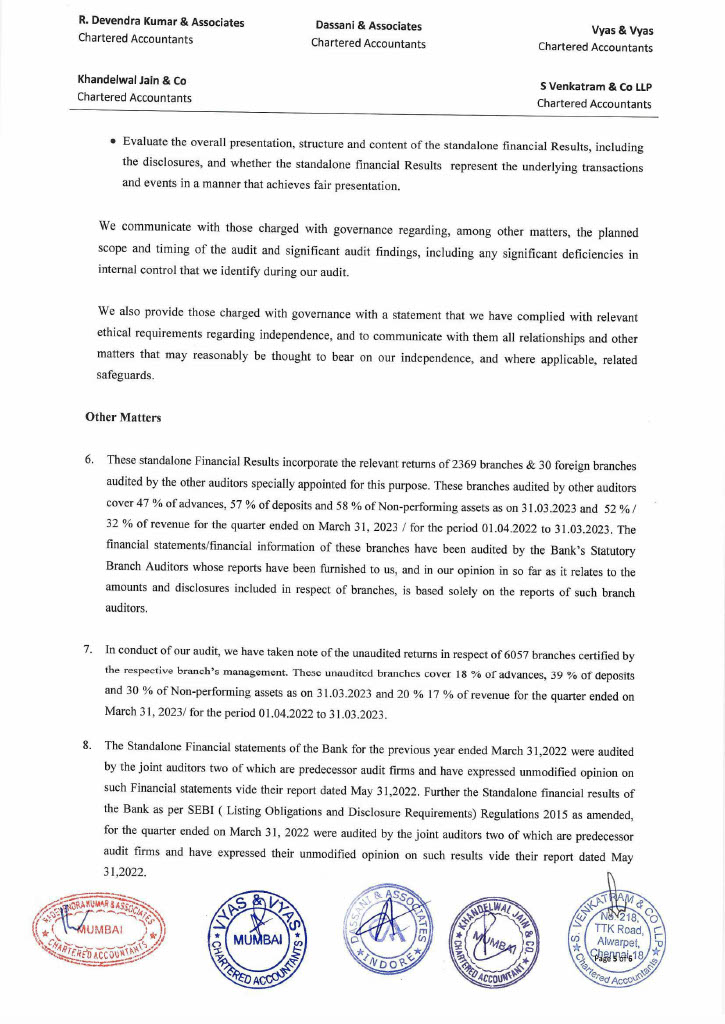 R. Devendra Kumar & Associates
Chartered Accountants
Dassani & Associates
Chartered Accountants
Vyas & Vyas
Chartered Accountants
Khandelwal Jain & Co
Chartered Accountants
S Venkatram & Co LLP
Chartered Accountants
• Evaluate the overall presentation, structure and content of the standalone financial Results, including
the disclosures, and whether the standalone financial Results represent the underlying transactions
and events in a manner that achieves fair presentation.
We communicate with those charged with governance regarding, among other matters, the planned
scope and timing of the audit and significant audit findings, including any significant deficiencies in
internal control that we identify during our audit.
We also provide those charged with governance with a statement that we have complied with relevant
ethical requirements regarding independence, and to communicate with them all relationships and other
matters that may reasonably be thought to bear on our independence, and where applicable, related
safeguards.
Other Matters
6. These standalone Financial Results incorporate the relevant returns of 2369 branches & 30 foreign branches
audited by the other auditors specially appointed for this purpose. These branches audited by other auditors
cover 47 % of advances, 57 % of deposits and 58 % of Non-performing assets as on 31.03.2023 and 52 % /
32 % of revenue for the quarter ended on March 31, 2023 / for the period 01.04.2022 to 31.03.2023. The
financial statements/financial information of these branches have been audited by the Bank's Statutory
Branch Auditors whose reports have been furnished to us, and in our opinion in so far as it relates to the
amounts and disclosures included in respect of branches, is based solely on the reports of such branch
auditors.
7. In conduct of our audit, we have taken note of the unaudited returns in respect of 6057 branches certified by
the respective branch's management. These unaudited branches cover 18 % of advances, 39 % of deposits
and 30 % of Non-performing assets as on 31.03.2023 and 20 % 17 % of revenue for the quarter ended on
March 31, 2023/ for the period 01.04.2022 to 31.03.2023.
8. The Standalone Financial statements of the Bank for the previous year ended March 31,2022 were audited
by the joint auditors two of which are predecessor audit firms and have expressed unmodified opinion on
such Financial statements vide their report dated May 31,2022. Further the Standalone financial results of
the Bank as per SEBI ( Listing Obligations and Disclosure Requirements) Regulations 2015 as amended,
for the quarter ended on March 31, 2022 were audited by the joint auditors two of which are predecessor
audit firms and have expressed their unmodified opinion on such results vide their report dated May
31,2022.
R.DEVENDRA KUMAR & ASSOCIATES
MUMBAI
CHARTERED ACCOUNTANTS
VYAS & VYAS
MUMBAI
CHARTERED ACCOUNTANTS
DASSANI & ASSOCIATES
CA
INDORE
KHANDELWAL JAIN & CO.
MUMBAI
CHARTERED ACCOUNTANTS
S. VENKATRAM & CO LLP
No 218,
TTK Road,
Alwarpet,
Chennai-18
Page 5 of 6
Chartered Accountants